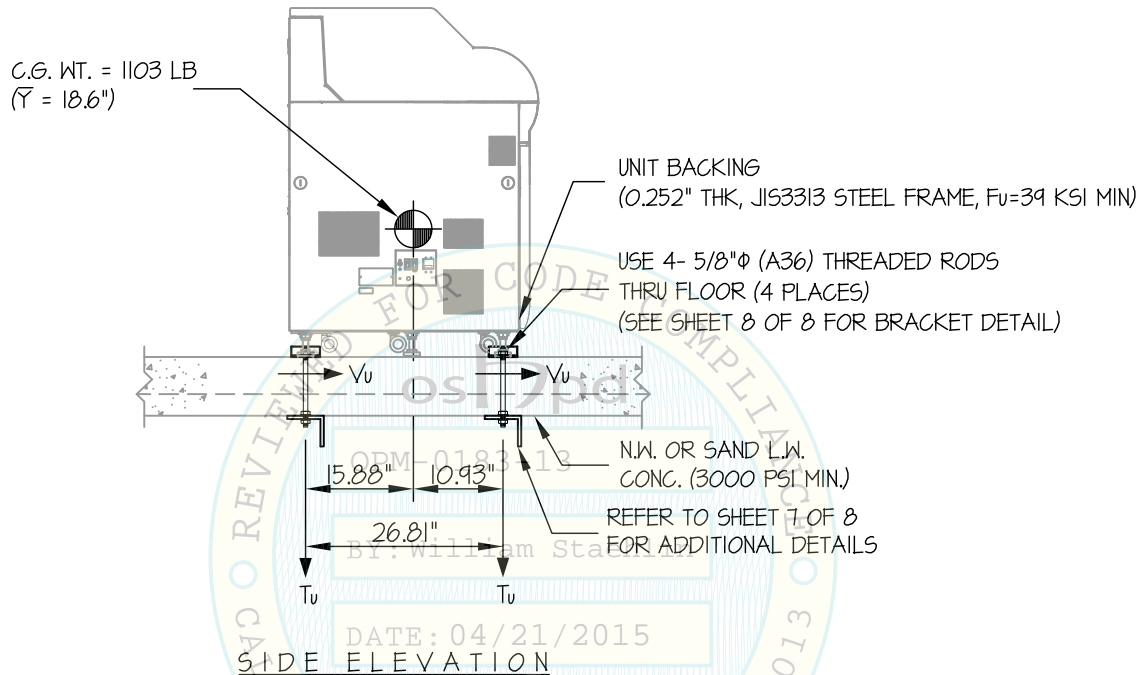 C.G. WT. = 1103 LB
(Y̅ = 18.6")
UNIT BACKING
(0.252" THK, JIS3313 STEEL FRAME, Fu=39 KSI MIN)
USE 4- 5/8"Φ (A36) THREADED RODS
THRU FLOOR (4 PLACES)
(SEE SHEET 8 OF 8 FOR BRACKET DETAIL)
Vu
Vu
N.W. OR SAND L.W.
CONC. (3000 PSI MIN.)
15.88"
10.93"
REFER TO SHEET 7 OF 8
FOR ADDITIONAL DETAILS
26.81"
Tu
Tu
SIDE ELEVATION
REVIEWED FOR CODE COMPLIANCE
oshpd
OPM-0183-13
BY: William Staehlin
DATE: 04/21/2015
CA
2013